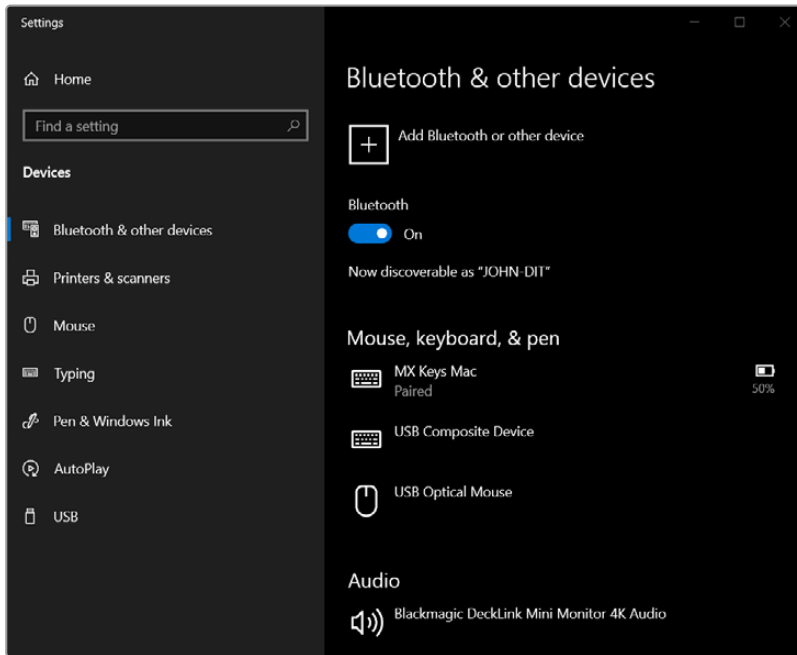 Settings
Home
Find a setting
Devices
Bluetooth & other devices
Printers & scanners
Mouse
Typing
Pen & Windows Ink
AutoPlay
USB
Bluetooth & other devices
Add Bluetooth or other device
Bluetooth
On
Now discoverable as “JOHN-DIT”
Mouse, keyboard, & pen
MX Keys Mac
Paired
50%
USB Composite Device
USB Optical Mouse
Audio
Blackmagic DeckLink Mini Monitor 4K Audio